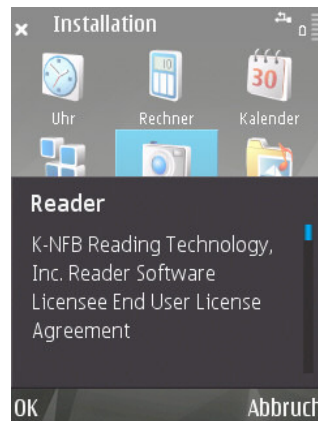 Installation
30
Uhr Rechner Kalender
Reader
K-NFB Reading Technology,
Inc. Reader Software
Licensee End User License
Agreement
OK Abbruch